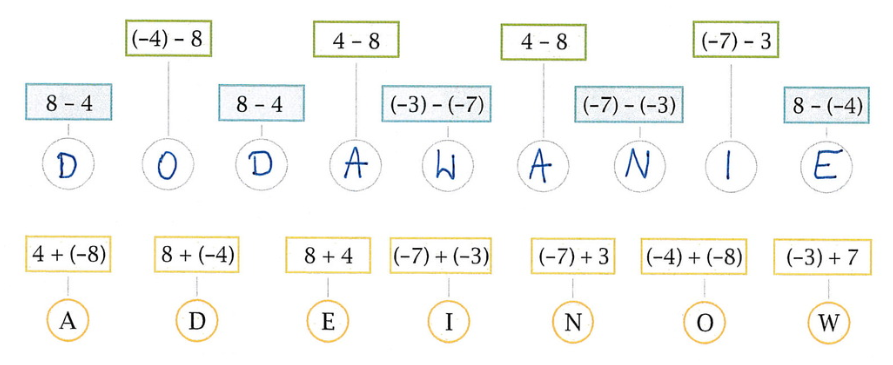 (–4) – 8 4 – 8 4 – 8 (–7) – 3
8 – 4 8 – 4 (–3) – (–7) (–7) – (–3) 8 – (–4)
D O D A W A N I E
4 + (–8) 8 + (–4) 8 + 4 (–7) + (–3) (–7) + 3 (–4) + (–8) (–3) + 7
A D E I N O W